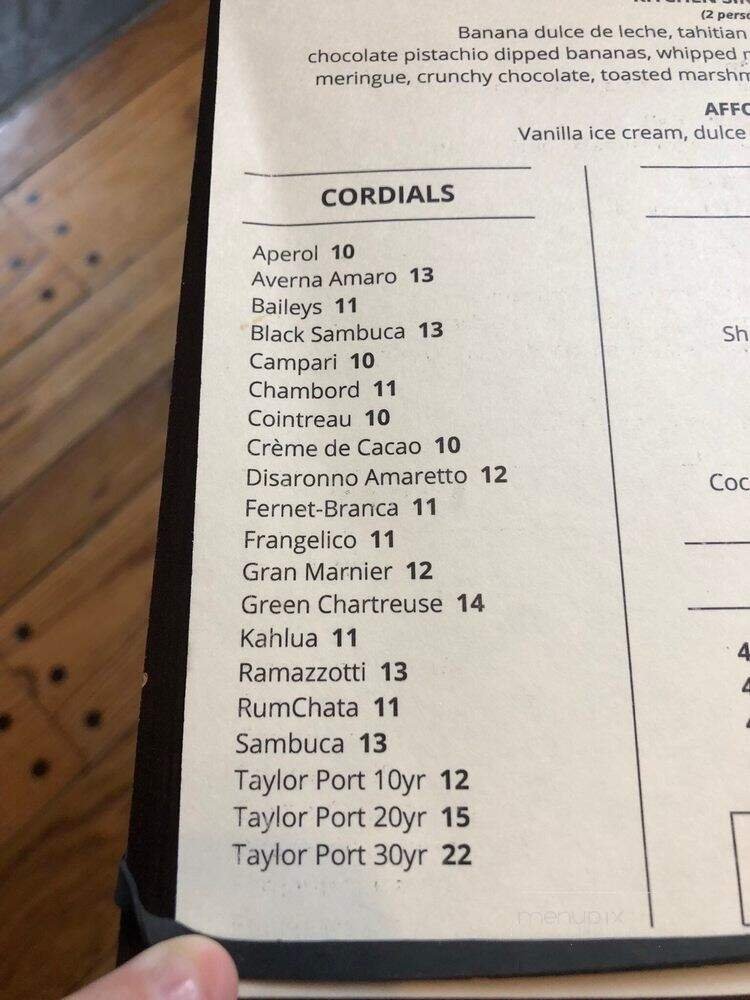 (2 pers
Banana dulce de leche, tahitian
chocolate pistachio dipped bananas, whipped
meringue, crunchy chocolate, toasted marshm
AFFO
Vanilla ice cream, dulce
CORDIALS
Aperol 10
Averna Amaro 13
Baileys 11
Black Sambuca 13
Campari 10
Chambord 11
Cointreau 10
Crème de Cacao 10
Disaronno Amaretto 12
Fernet-Branca 11
Frangelico 11
Gran Marnier 12
Green Chartreuse 14
Kahlua 11
Ramazzotti 13
RumChata 11
Sambuca 13
Taylor Port 10yr 12
Taylor Port 20yr 15
Taylor Port 30yr 22
Sh
Coc
4
4
menupix